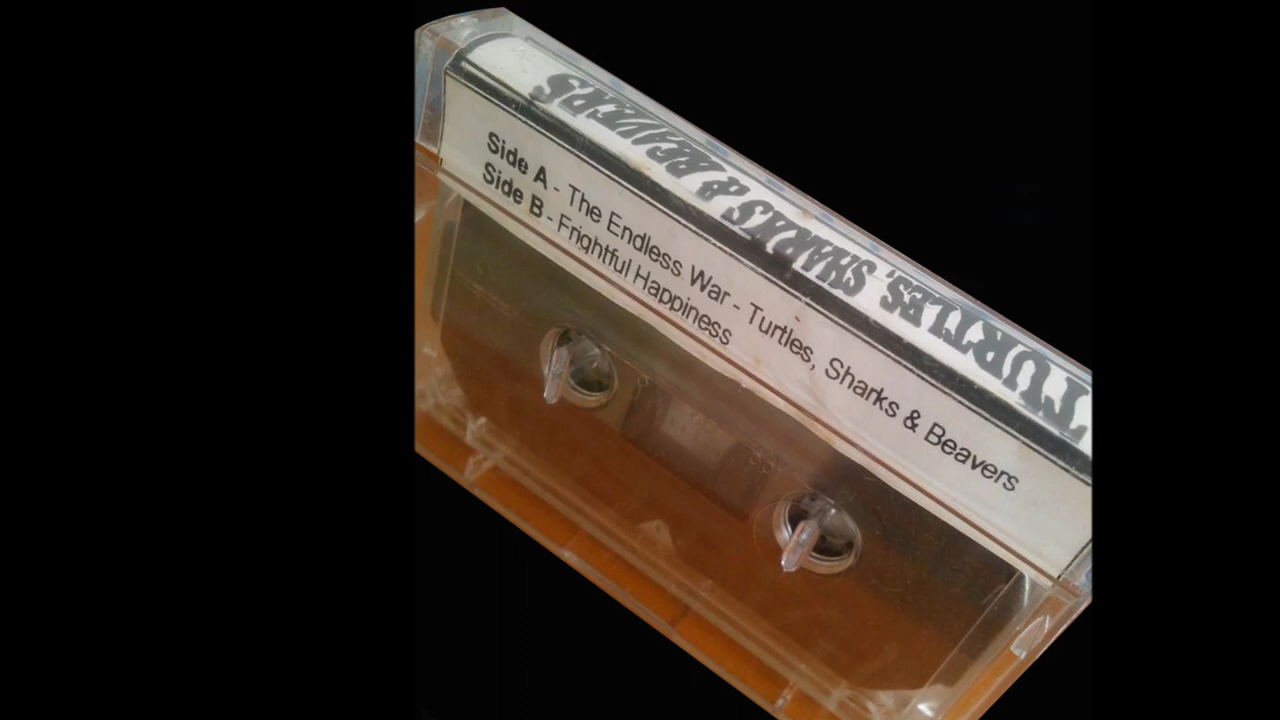 TURTLES, SHARKS & BEAVERS
Side A - The Endless War - Turtles, Sharks & Beavers
Side B - Frightful Happiness